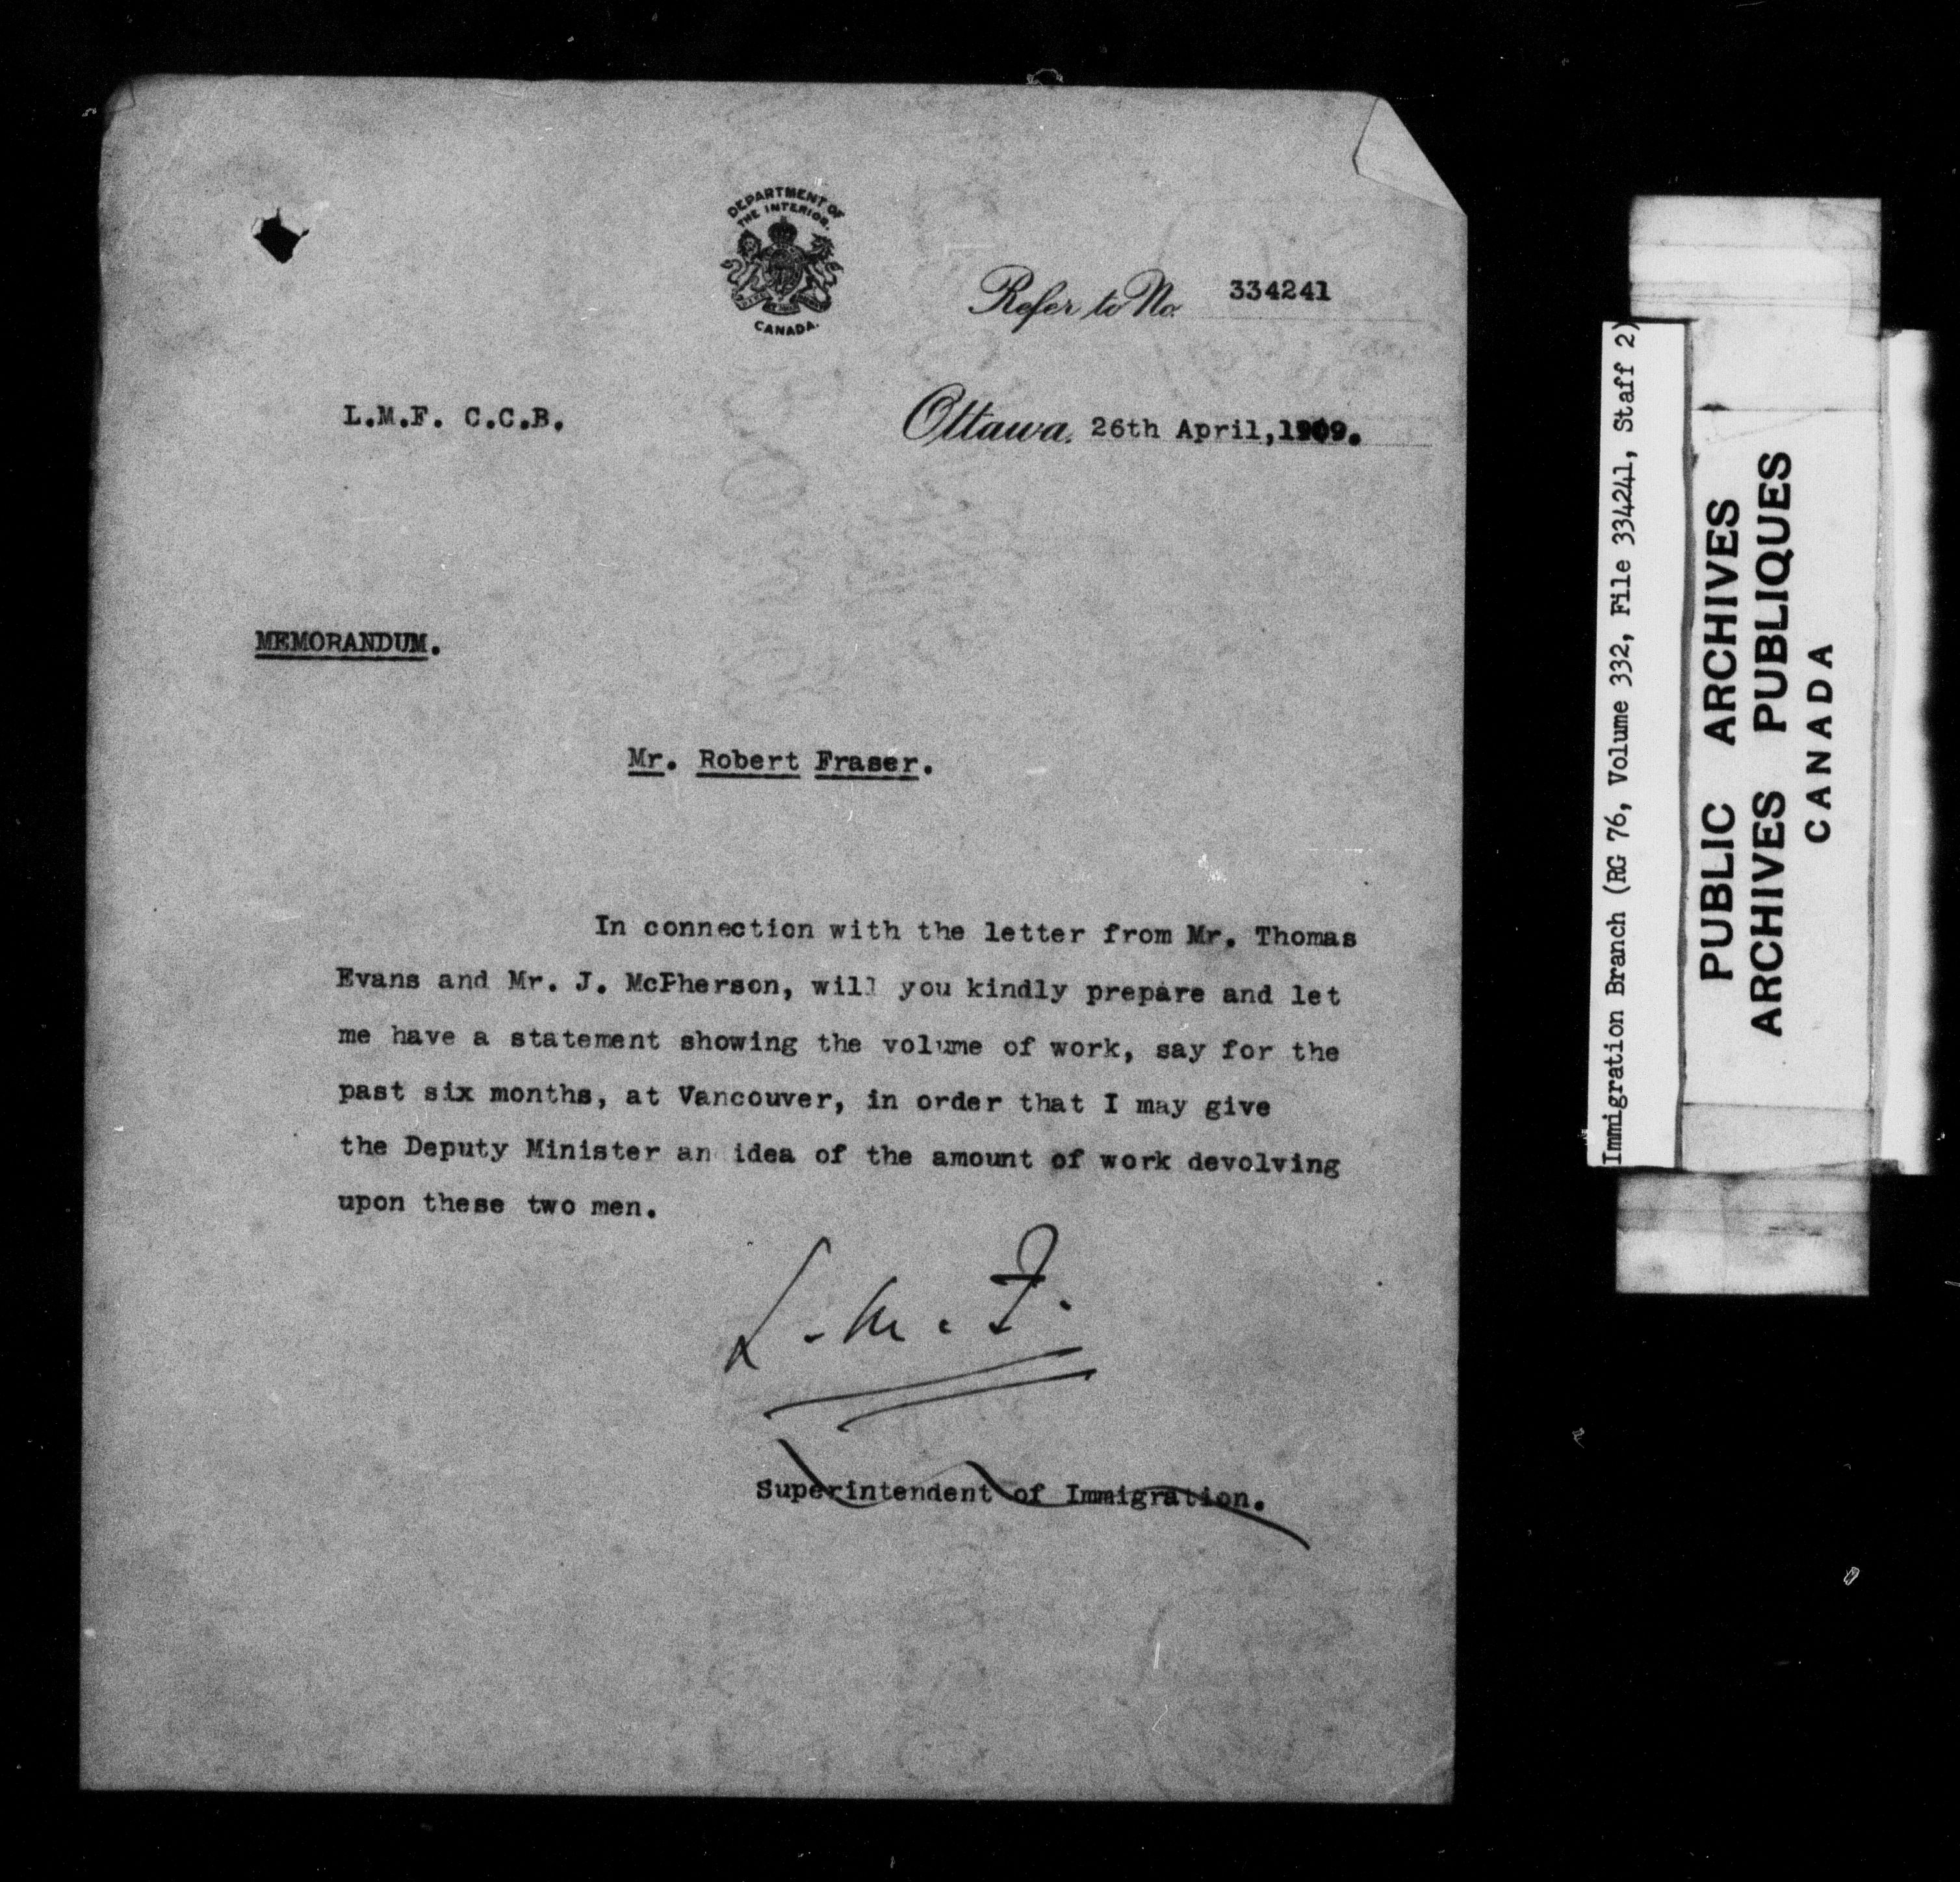 DEPARTMENT OF
THE INTERIOR.
CANADA.
Refer to No. 334241
L.M.F. C.C.B.
Ottawa, 26th April, 1909.
MEMORANDUM.
Mr. Robert Fraser.
In connection with the letter from Mr. Thomas
Evans and Mr. J. McPherson, will you kindly prepare and let
me have a statement showing the volume of work, say for the
past six months, at Vancouver, in order that I may give
the Deputy Minister an idea of the amount of work devolving
upon these two men.
L.M.F.
Superintendent of Immigration.
Immigration Branch (RG 76, Volume 332, File 334241, Staff 2)
PUBLIC ARCHIVES
ARCHIVES PUBLIQUES
CANADA